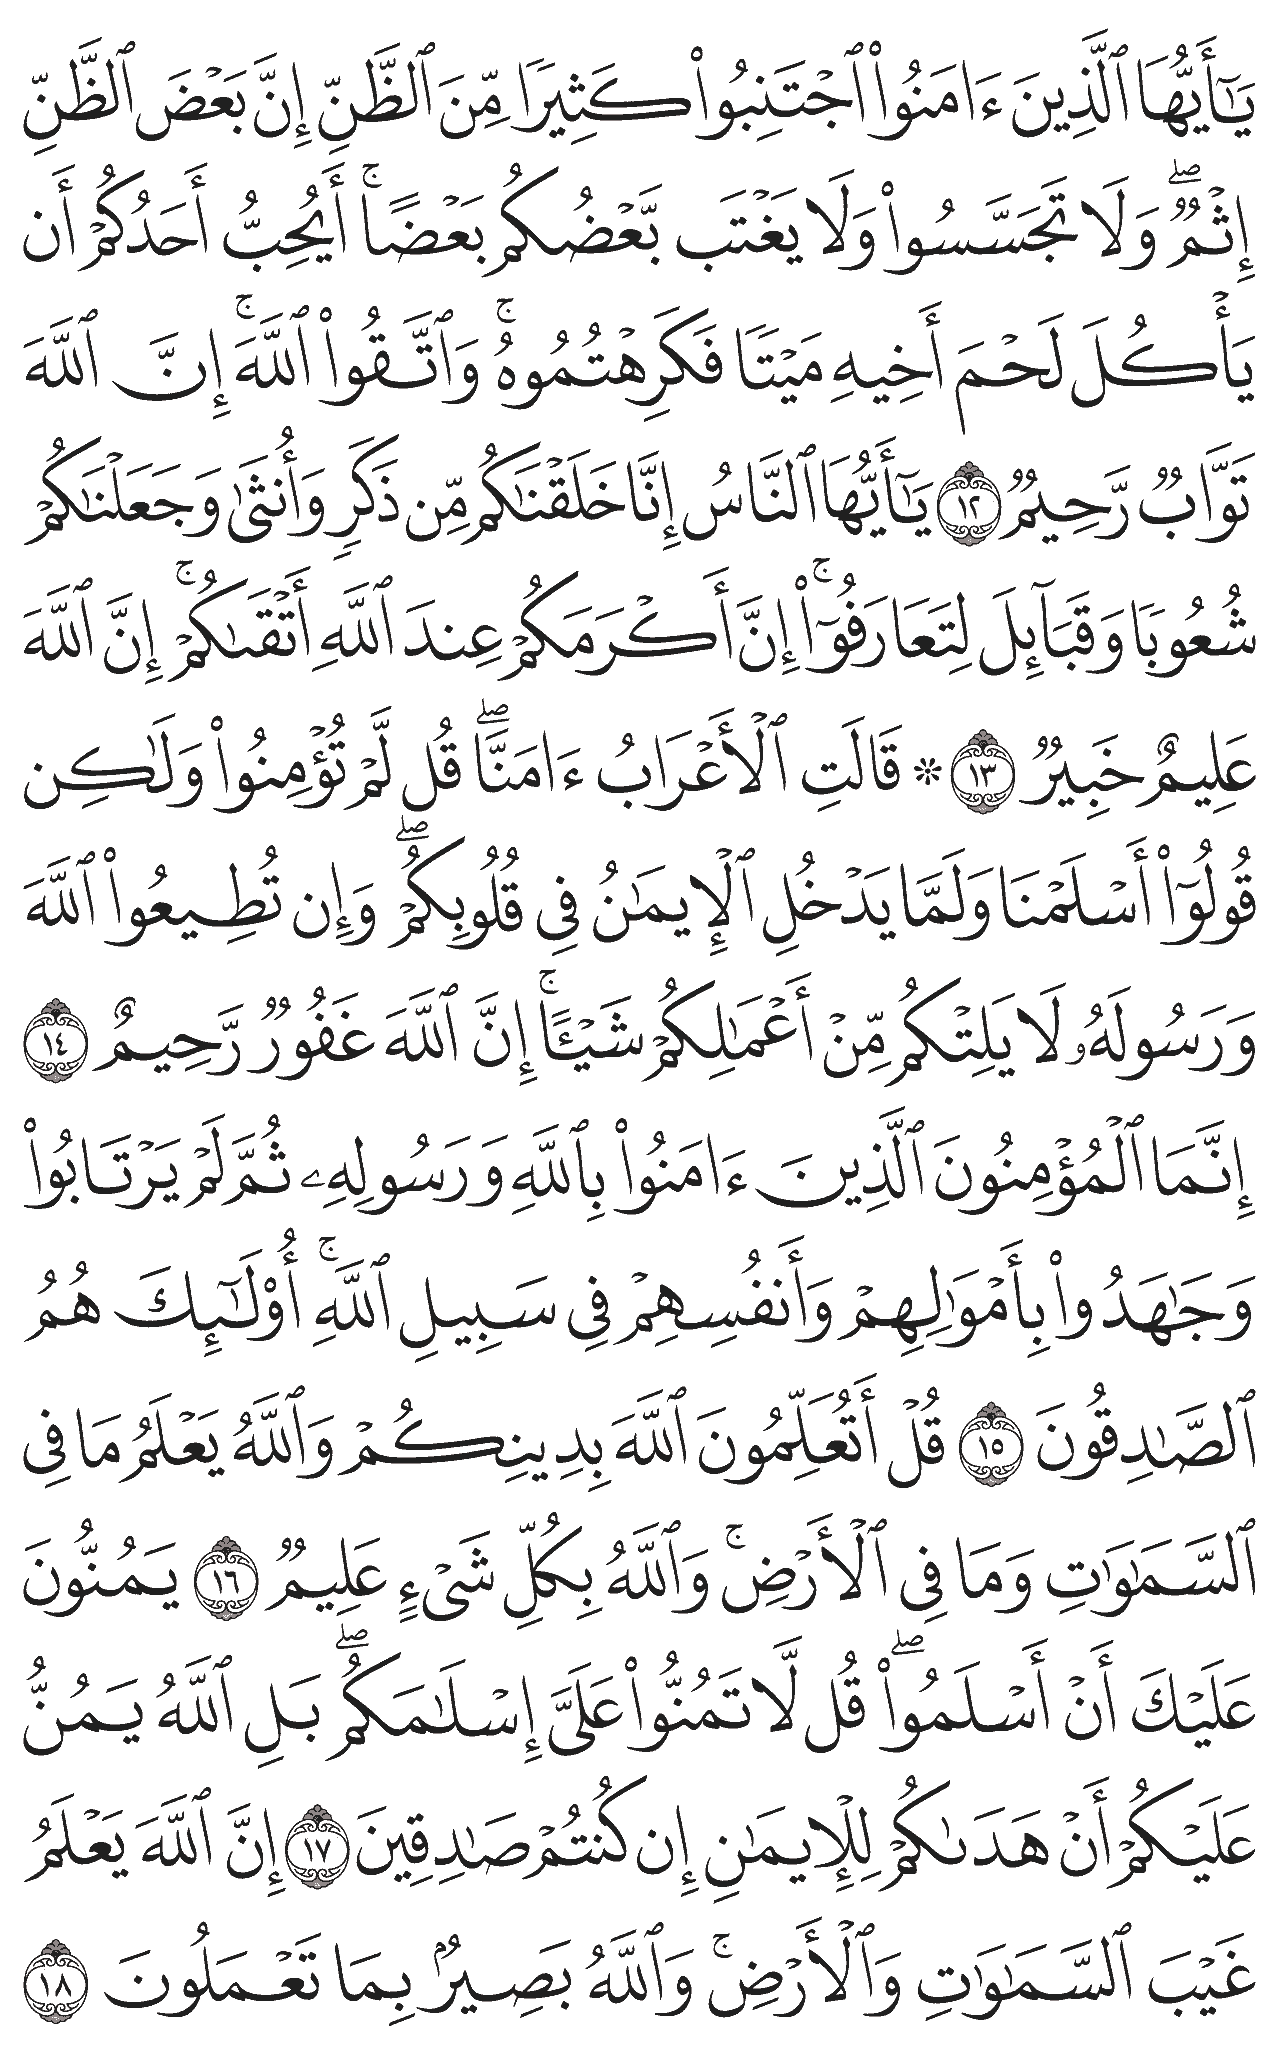 يَٰٓأَيُّهَا ٱلَّذِينَ ءَامَنُوا۟ ٱجْتَنِبُوا۟ كَثِيرًا مِّنَ ٱلظَّنِّ إِنَّ بَعْضَ ٱلظَّنِّ
إِثْمٌ ۖ وَلَا تَجَسَّسُوا۟ وَلَا يَغْتَب بَّعْضُكُم بَعْضًا ۚ أَيُحِبُّ أَحَدُكُمْ أَن
يَأْكُلَ لَحْمَ أَخِيهِ مَيْتًا فَكَرِهْتُمُوهُ ۚ وَٱتَّقُوا۟ ٱللَّهَ ۚ إِنَّ ٱللَّهَ
تَوَّابٌ رَّحِيمٌ ١٢ يَٰٓأَيُّهَا ٱلنَّاسُ إِنَّا خَلَقْنَٰكُم مِّن ذَكَرٍ وَأُنثَىٰ وَجَعَلْنَٰكُمْ
شُعُوبًا وَقَبَآئِلَ لِتَعَارَفُوٓا۟ ۚ إِنَّ أَكْرَمَكُمْ عِندَ ٱللَّهِ أَتْقَىٰكُمْ ۚ إِنَّ ٱللَّهَ
عَلِيمٌ خَبِيرٌ ١٣ ۞ قَالَتِ ٱلْأَعْرَابُ ءَامَنَّا ۖ قُل لَّمْ تُؤْمِنُوا۟ وَلَٰكِن
قُولُوٓا۟ أَسْلَمْنَا وَلَمَّا يَدْخُلِ ٱلْإِيمَٰنُ فِى قُلُوبِكُمْ ۖ وَإِن تُطِيعُوا۟ ٱللَّهَ
وَرَسُولَهُۥ لَا يَلِتْكُم مِّنْ أَعْمَٰلِكُمْ شَيْـًٔا ۚ إِنَّ ٱللَّهَ غَفُورٌ رَّحِيمٌ ١٤
إِنَّمَا ٱلْمُؤْمِنُونَ ٱلَّذِينَ ءَامَنُوا۟ بِٱللَّهِ وَرَسُولِهِۦ ثُمَّ لَمْ يَرْتَابُوا۟
وَجَٰهَدُوا۟ بِأَمْوَٰلِهِمْ وَأَنفُسِهِمْ فِى سَبِيلِ ٱللَّهِ ۚ أُو۟لَٰٓئِكَ هُمُ
ٱلصَّٰدِقُونَ ١٥ قُلْ أَتُعَلِّمُونَ ٱللَّهَ بِدِينِكُمْ وَٱللَّهُ يَعْلَمُ مَا فِى
ٱلسَّمَٰوَٰتِ وَمَا فِى ٱلْأَرْضِ ۚ وَٱللَّهُ بِكُلِّ شَىْءٍ عَلِيمٌ ١٦ يَمُنُّونَ
عَلَيْكَ أَنْ أَسْلَمُوا۟ ۖ قُل لَّا تَمُنُّوا۟ عَلَىَّ إِسْلَٰمَكُم ۖ بَلِ ٱللَّهُ يَمُنُّ
عَلَيْكُمْ أَنْ هَدَىٰكُمْ لِلْإِيمَٰنِ إِن كُنتُمْ صَٰدِقِينَ ١٧ إِنَّ ٱللَّهَ يَعْلَمُ
غَيْبَ ٱلسَّمَٰوَٰتِ وَٱلْأَرْضِ ۚ وَٱللَّهُ بَصِيرٌۢ بِمَا تَعْمَلُونَ ١٨